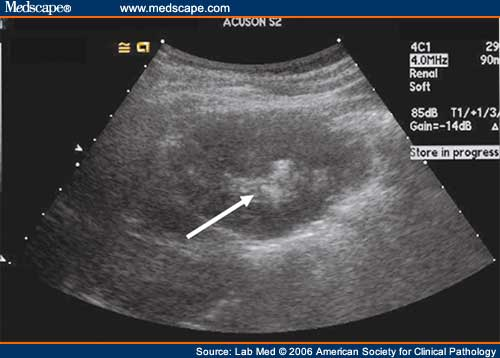 Medscape® www.medscape.com
ACUSON S2
4C1 29
4.0MHz 90m
Renal
Soft
85dB T1/+1/3/
Gain=-14dB Δ
Store in progress
Source: Lab Med © 2006 American Society for Clinical Pathology